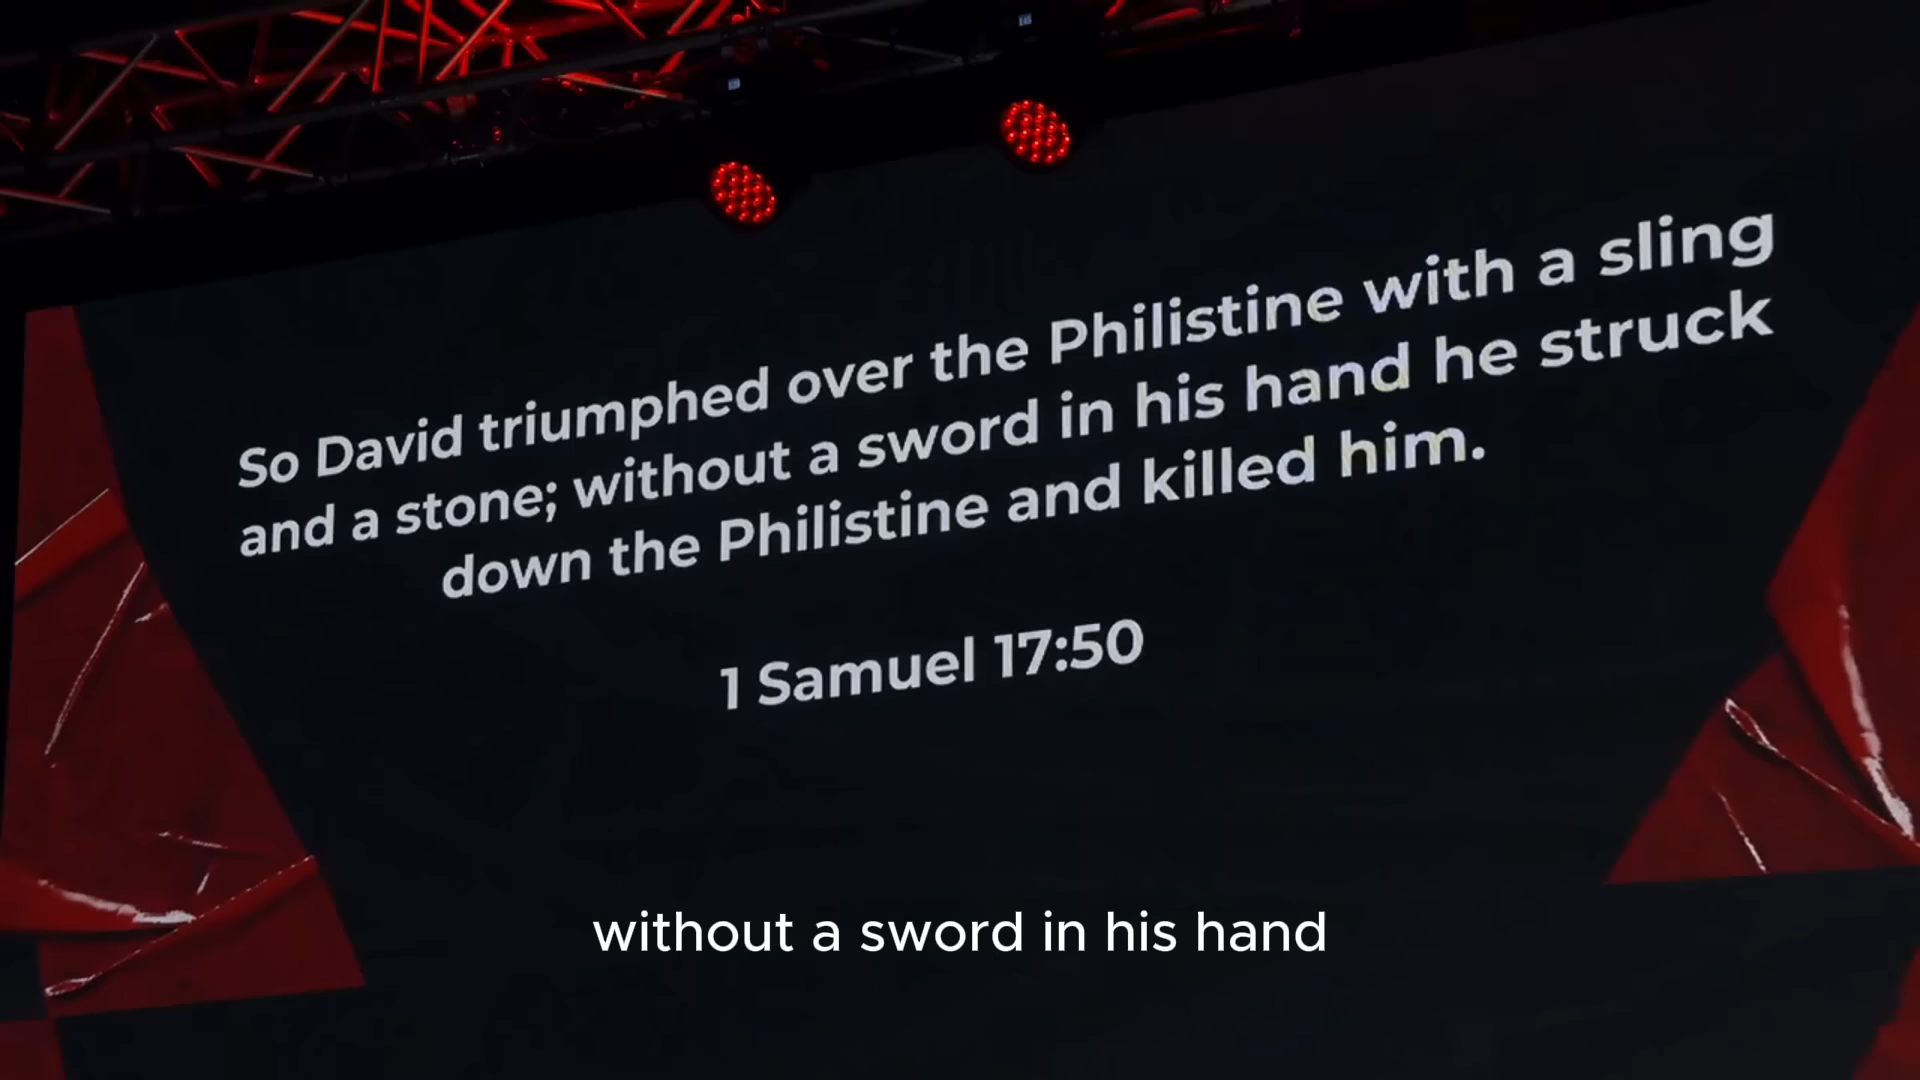 So David triumphed over the Philistine with a sling
and a stone; without a sword in his hand he struck
down the Philistine and killed him.
1 Samuel 17:50
without a sword in his hand